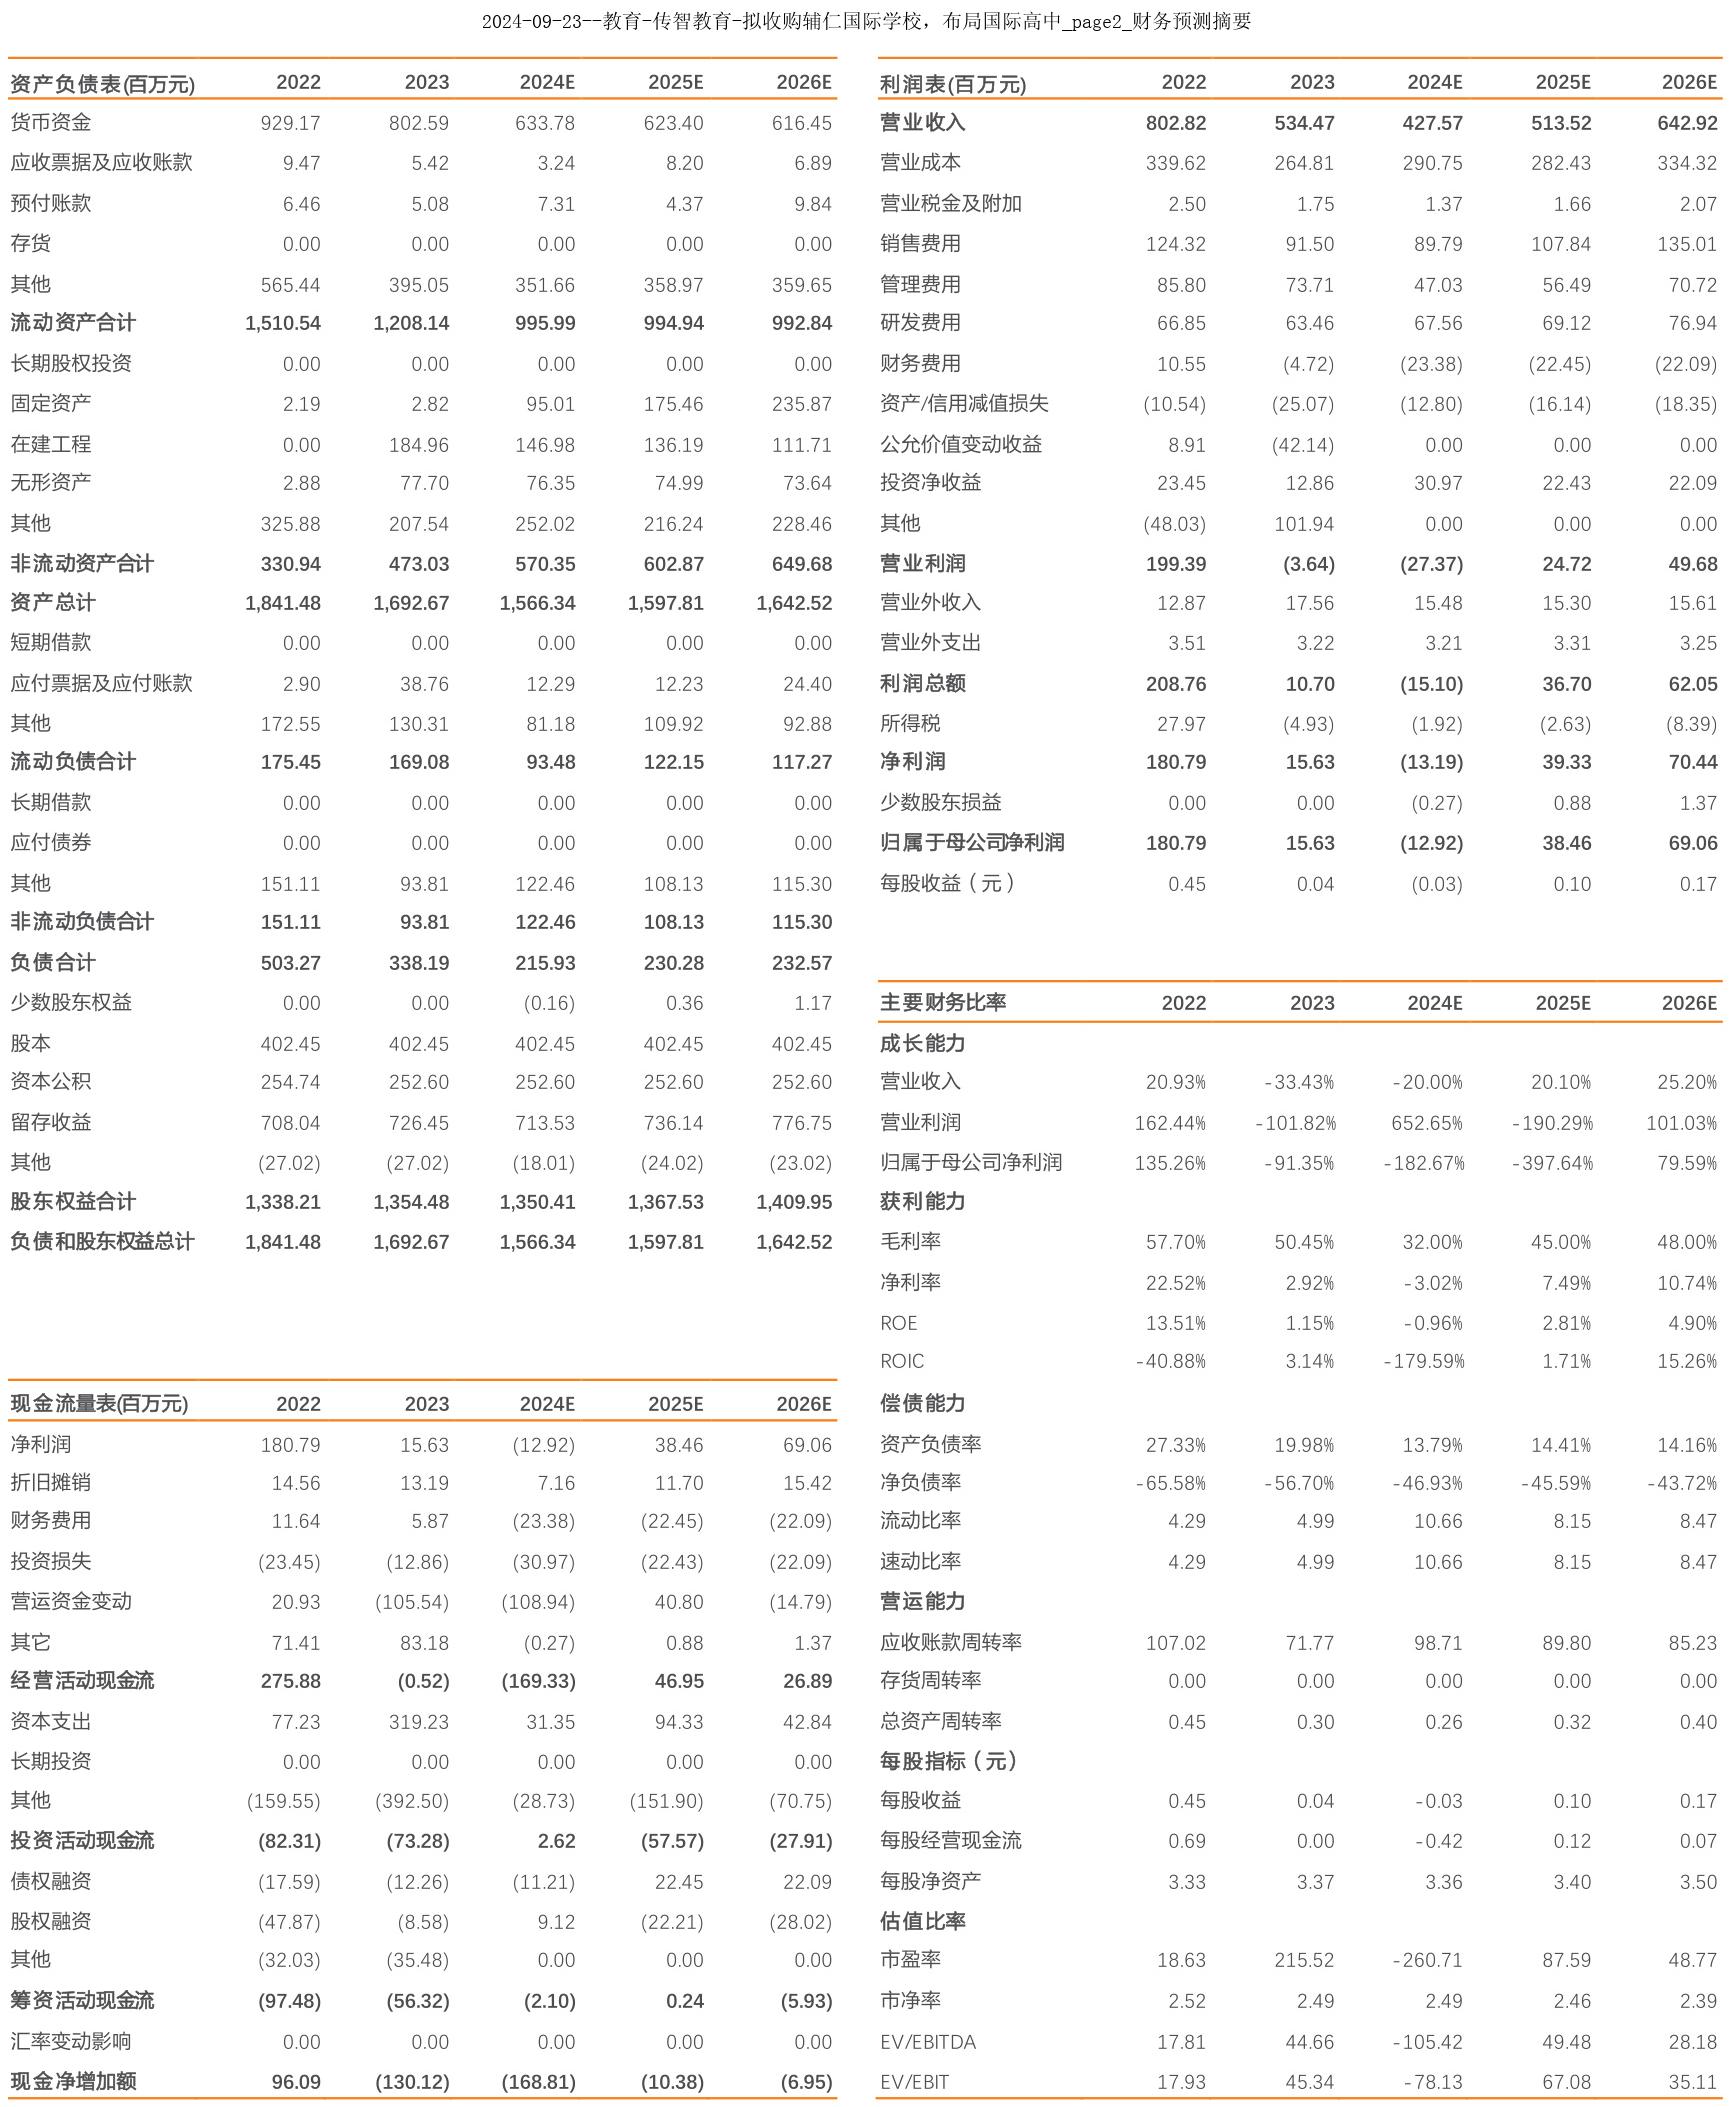 2024-09-23--教育-传智教育-拟收购辅仁国际学校，布局国际高中_page2_财务预测摘要
资产负债表(百万元) 2022 2023 2024E 2025E 2026E
货币资金 929.17 802.59 633.78 623.40 616.45
应收票据及应收账款 9.47 5.42 3.24 8.20 6.89
预付账款 6.46 5.08 7.31 4.37 9.84
存货 0.00 0.00 0.00 0.00 0.00
其他 565.44 395.05 351.66 358.97 359.65
流动资产合计 1,510.54 1,208.14 995.99 994.94 992.84
长期股权投资 0.00 0.00 0.00 0.00 0.00
固定资产 2.19 2.82 95.01 175.46 235.87
在建工程 0.00 184.96 146.98 136.19 111.71
无形资产 2.88 77.70 76.35 74.99 73.64
其他 325.88 207.54 252.02 216.24 228.46
非流动资产合计 330.94 473.03 570.35 602.87 649.68
资产总计 1,841.48 1,692.67 1,566.34 1,597.81 1,642.52
短期借款 0.00 0.00 0.00 0.00 0.00
应付票据及应付账款 2.90 38.76 12.29 12.23 24.40
其他 172.55 130.31 81.18 109.92 92.88
流动负债合计 175.45 169.08 93.48 122.15 117.27
长期借款 0.00 0.00 0.00 0.00 0.00
应付债券 0.00 0.00 0.00 0.00 0.00
其他 151.11 93.81 122.46 108.13 115.30
非流动负债合计 151.11 93.81 122.46 108.13 115.30
负债合计 503.27 338.19 215.93 230.28 232.57
少数股东权益 0.00 0.00 (0.16) 0.36 1.17
股本 402.45 402.45 402.45 402.45 402.45
资本公积 254.74 252.60 252.60 252.60 252.60
留存收益 708.04 726.45 713.53 736.14 776.75
其他 (27.02) (27.02) (18.01) (24.02) (23.02)
股东权益合计 1,338.21 1,354.48 1,350.41 1,367.53 1,409.95
负债和股东权益总计 1,841.48 1,692.67 1,566.34 1,597.81 1,642.52
现金流量表(百万元) 2022 2023 2024E 2025E 2026E
净利润 180.79 15.63 (12.92) 38.46 69.06
折旧摊销 14.56 13.19 7.16 11.70 15.42
财务费用 11.64 5.87 (23.38) (22.45) (22.09)
投资损失 (23.45) (12.86) (30.97) (22.43) (22.09)
营运资金变动 20.93 (105.54) (108.94) 40.80 (14.79)
其它 71.41 83.18 (0.27) 0.88 1.37
经营活动现金流 275.88 (0.52) (169.33) 46.95 26.89
资本支出 77.23 319.23 31.35 94.33 42.84
长期投资 0.00 0.00 0.00 0.00 0.00
其他 (159.55) (392.50) (28.73) (151.90) (70.75)
投资活动现金流 (82.31) (73.28) 2.62 (57.57) (27.91)
债权融资 (17.59) (12.26) (11.21) 22.45 22.09
股权融资 (47.87) (8.58) 9.12 (22.21) (28.02)
其他 (32.03) (35.48) 0.00 0.00 0.00
筹资活动现金流 (97.48) (56.32) (2.10) 0.24 (5.93)
汇率变动影响 0.00 0.00 0.00 0.00 0.00
现金净增加额 96.09 (130.12) (168.81) (10.38) (6.95)
利润表(百万元) 2022 2023 2024E 2025E 2026E
营业收入 802.82 534.47 427.57 513.52 642.92
营业成本 339.62 264.81 290.75 282.43 334.32
营业税金及附加 2.50 1.75 1.37 1.66 2.07
销售费用 124.32 91.50 89.79 107.84 135.01
管理费用 85.80 73.71 47.03 56.49 70.72
研发费用 66.85 63.46 67.56 69.12 76.94
财务费用 10.55 (4.72) (23.38) (22.45) (22.09)
资产/信用减值损失 (10.54) (25.07) (12.80) (16.14) (18.35)
公允价值变动收益 8.91 (42.14) 0.00 0.00 0.00
投资净收益 23.45 12.86 30.97 22.43 22.09
其他 (48.03) 101.94 0.00 0.00 0.00
营业利润 199.39 (3.64) (27.37) 24.72 49.68
营业外收入 12.87 17.56 15.48 15.30 15.61
营业外支出 3.51 3.22 3.21 3.31 3.25
利润总额 208.76 10.70 (15.10) 36.70 62.05
所得税 27.97 (4.93) (1.92) (2.63) (8.39)
净利润 180.79 15.63 (13.19) 39.33 70.44
少数股东损益 0.00 0.00 (0.27) 0.88 1.37
归属于母公司净利润 180.79 15.63 (12.92) 38.46 69.06
每股收益（元） 0.45 0.04 (0.03) 0.10 0.17
主要财务比率 2022 2023 2024E 2025E 2026E
成长能力
营业收入 20.93% -33.43% -20.00% 20.10% 25.20%
营业利润 162.44% -101.82% 652.65% -190.29% 101.03%
归属于母公司净利润 135.26% -91.35% -182.67% -397.64% 79.59%
获利能力
毛利率 57.70% 50.45% 32.00% 45.00% 48.00%
净利率 22.52% 2.92% -3.02% 7.49% 10.74%
ROE 13.51% 1.15% -0.96% 2.81% 4.90%
ROIC -40.88% 3.14% -179.59% 1.71% 15.26%
偿债能力
资产负债率 27.33% 19.98% 13.79% 14.41% 14.16%
净负债率 -65.58% -56.70% -46.93% -45.59% -43.72%
流动比率 4.29 4.99 10.66 8.15 8.47
速动比率 4.29 4.99 10.66 8.15 8.47
营运能力
应收账款周转率 107.02 71.77 98.71 89.80 85.23
存货周转率 0.00 0.00 0.00 0.00 0.00
总资产周转率 0.45 0.30 0.26 0.32 0.40
每股指标（元）
每股收益 0.45 0.04 -0.03 0.10 0.17
每股经营现金流 0.69 0.00 -0.42 0.12 0.07
每股净资产 3.33 3.37 3.36 3.40 3.50
估值比率
市盈率 18.63 215.52 -260.71 87.59 48.77
市净率 2.52 2.49 2.49 2.46 2.39
EV/EBITDA 17.81 44.66 -105.42 49.48 28.18
EV/EBIT 17.93 45.34 -78.13 67.08 35.11